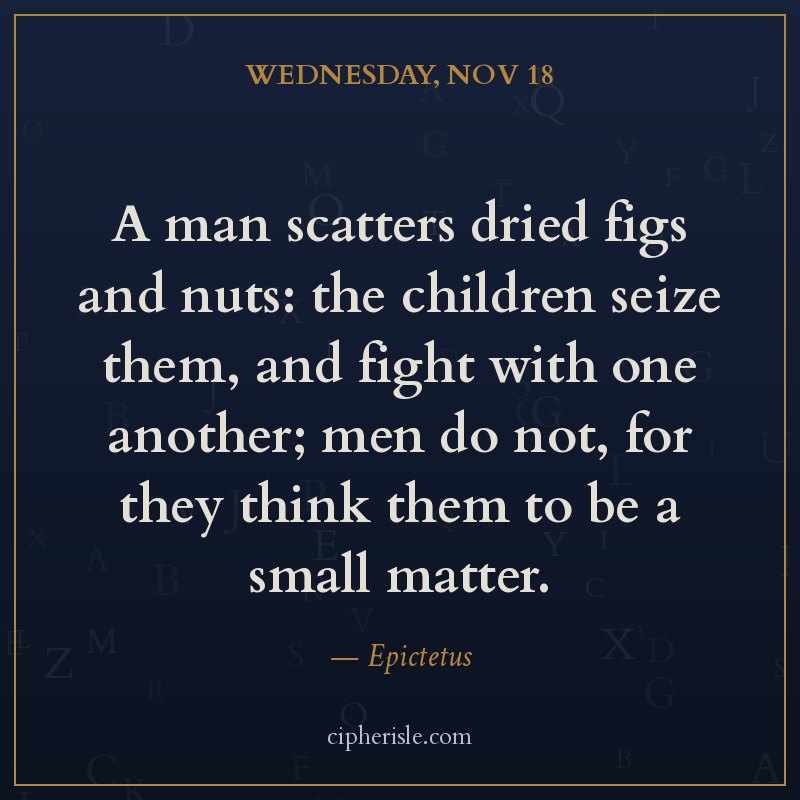 WEDNESDAY, NOV 18
A man scatters dried figs
and nuts: the children seize
them, and fight with one
another; men do not, for
they think them to be a
small matter.
— Epictetus
cipherisle.com